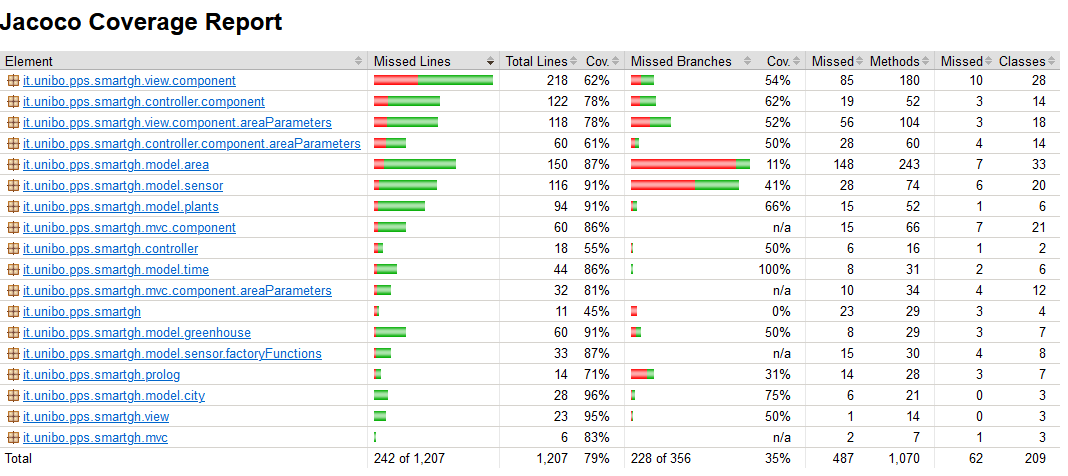 Jacoco Coverage Report
Element Missed Lines Total Lines Cov. Missed Branches Cov. Missed Methods Missed Classes
it.unibo.pps.smartgh.view.component 218 62% 54% 85 180 10 28
it.unibo.pps.smartgh.controller.component 122 78% 62% 19 52 3 14
it.unibo.pps.smartgh.view.component.areaParameters 118 78% 52% 56 104 3 18
it.unibo.pps.smartgh.controller.component.areaParameters 60 61% 50% 28 60 4 14
it.unibo.pps.smartgh.model.area 150 87% 11% 148 243 7 33
it.unibo.pps.smartgh.model.sensor 116 91% 41% 28 74 6 20
it.unibo.pps.smartgh.model.plants 94 91% 66% 15 52 1 6
it.unibo.pps.smartgh.mvc.component 60 86% n/a 15 66 7 21
it.unibo.pps.smartgh.controller 18 55% 50% 6 16 1 2
it.unibo.pps.smartgh.model.time 44 86% 100% 8 31 2 6
it.unibo.pps.smartgh.mvc.component.areaParameters 32 81% n/a 10 34 4 12
it.unibo.pps.smartgh 11 45% 0% 23 29 3 4
it.unibo.pps.smartgh.model.greenhouse 60 91% 50% 8 29 3 7
it.unibo.pps.smartgh.model.sensor.factoryFunctions 33 87% n/a 15 30 4 8
it.unibo.pps.smartgh.prolog 14 71% 31% 14 28 3 7
it.unibo.pps.smartgh.model.city 28 96% 75% 6 21 0 3
it.unibo.pps.smartgh.view 23 95% 50% 1 14 0 3
it.unibo.pps.smartgh.mvc 6 83% n/a 2 7 1 3
Total 242 of 1,207 1,207 79% 228 of 356 35% 487 1,070 62 209